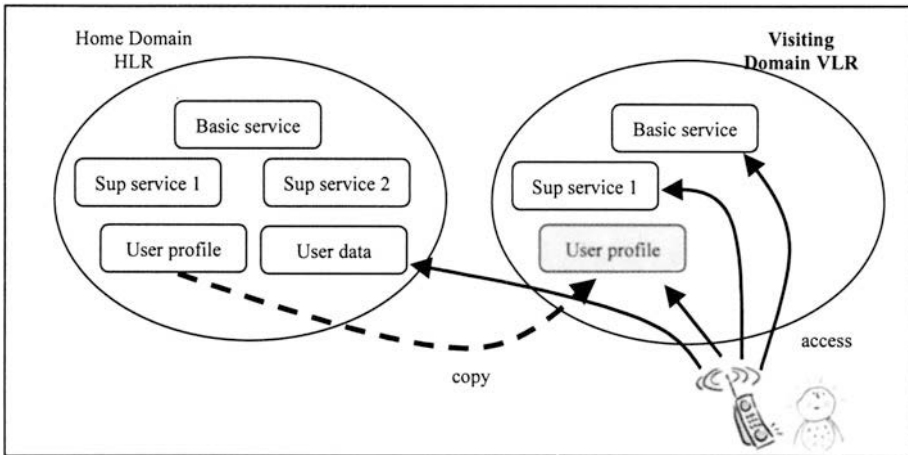 Home Domain
HLR
Visiting
Domain VLR
Basic service
Sup service 1
Sup service 2
User profile
User data
Basic service
Sup service 1
User profile
access
copy